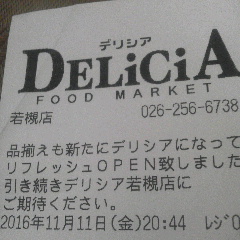 デリシア
DELiCiA
FOOD MARKET
若槻店 026-256-6738
品揃えも新たにデリシアになって
リフレッシュOPEN致しました
引き続きデリシア若槻店に
ご期待ください。
2016年11月11日(金)20:44 ﾚｼﾞ0